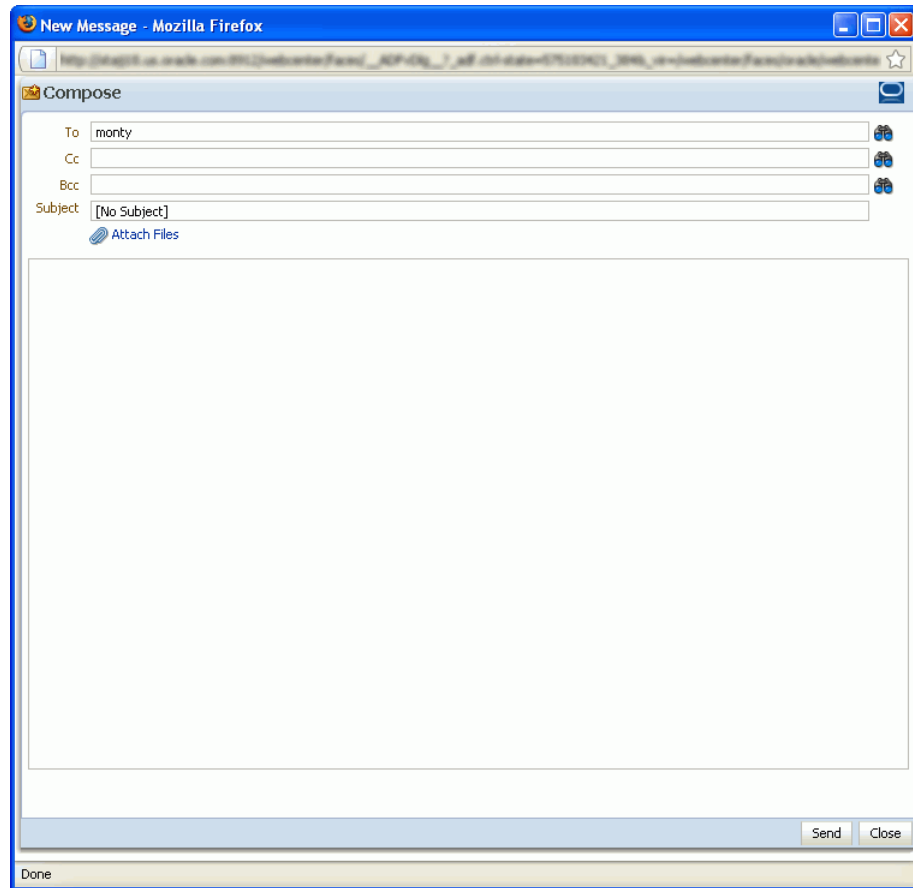 New Message - Mozilla Firefox
Compose
To monty
Cc
Bcc
Subject [No Subject]
Attach Files
Send Close
Done